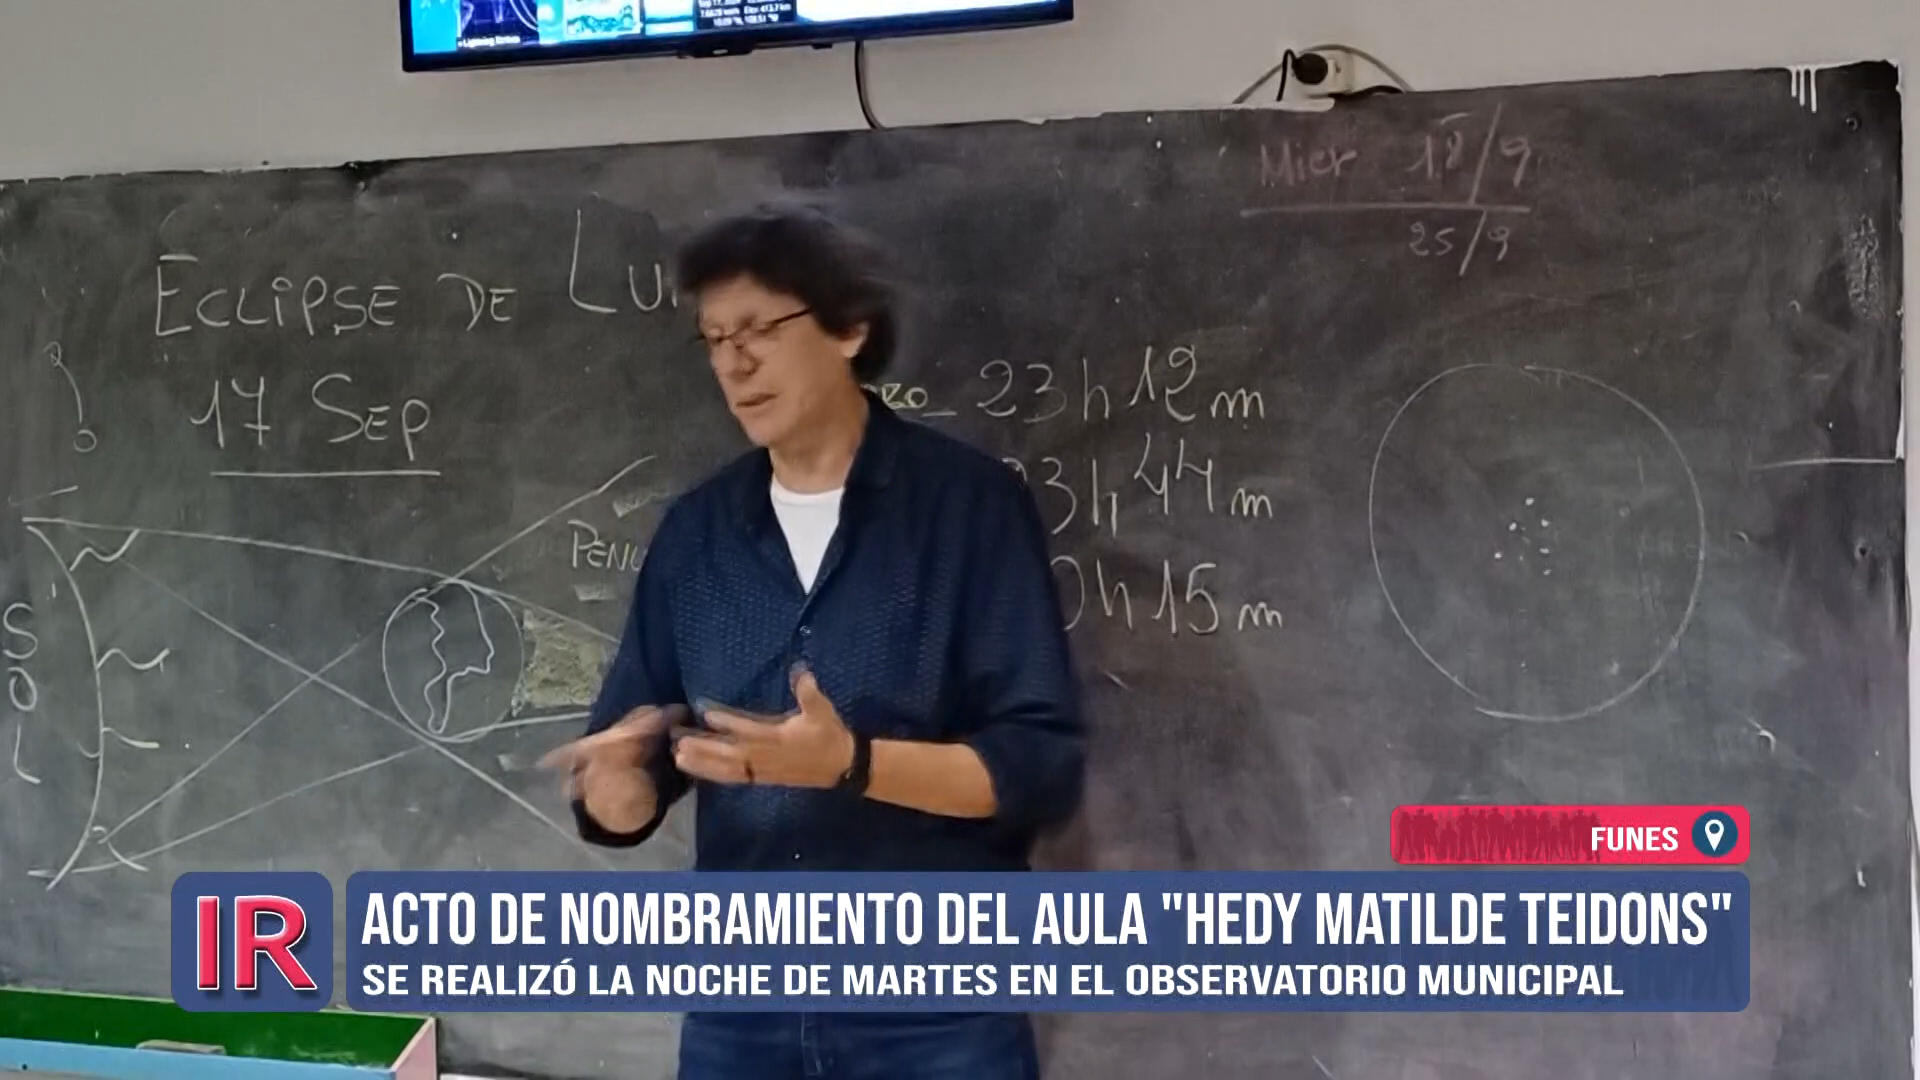 Mier 18/9
25/9
ECLIPSE DE LU
17 SEP
23h 12m
3h 44m
PENU
h 15m
SOL
FUNES
IR
ACTO DE NOMBRAMIENTO DEL AULA "HEDY MATILDE TEIDONS"
SE REALIZÓ LA NOCHE DE MARTES EN EL OBSERVATORIO MUNICIPAL